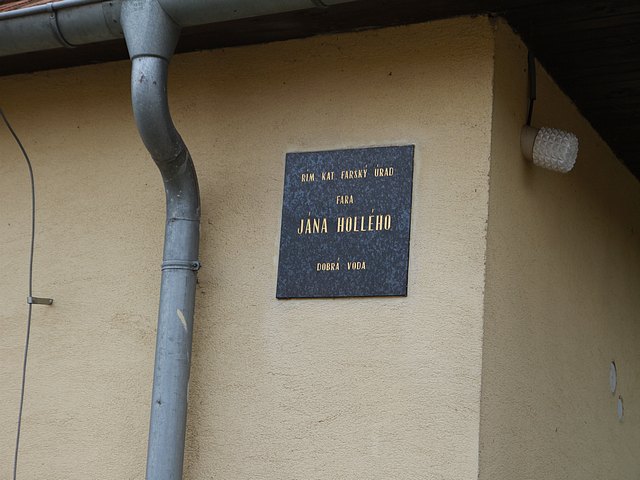 RIM. KAT. FARSKÝ ÚRAD
FARA
JÁNA HOLLÉHO
DOBRÁ VODA